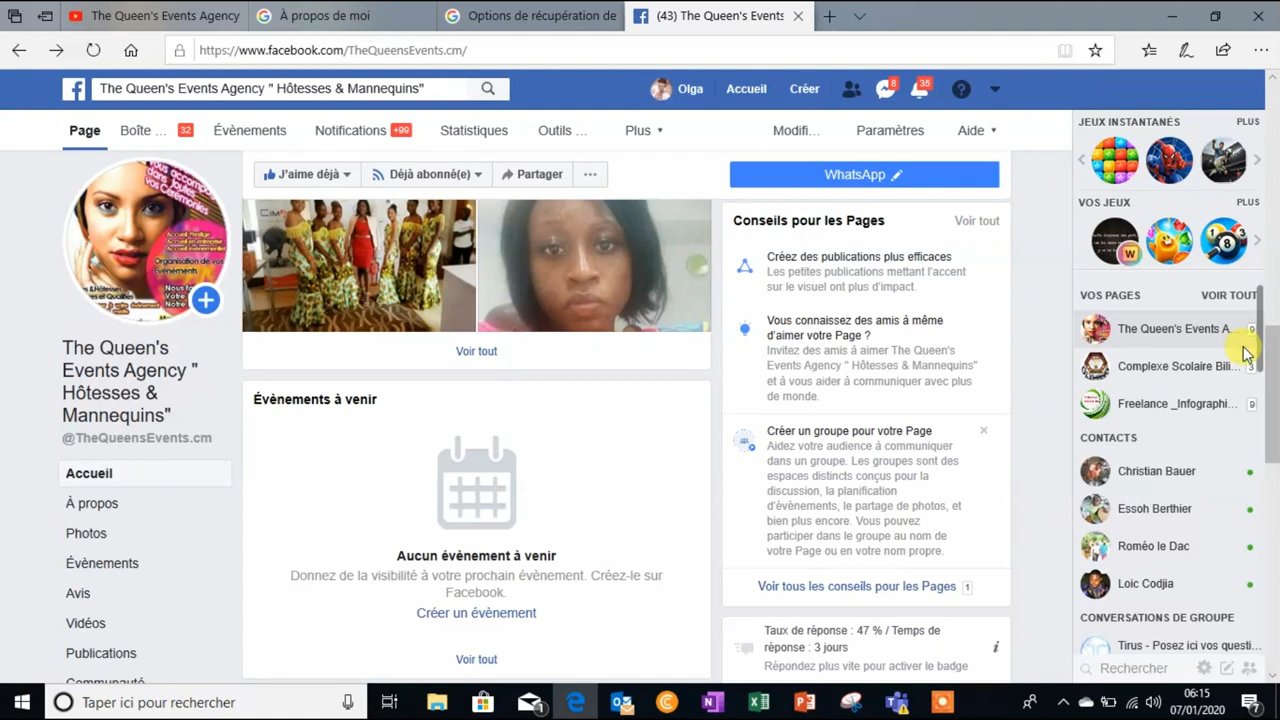 The Queen's Events Agency
À propos de moi
Options de récupération de
(43) The Queen's Events
https://www.facebook.com/TheQueensEvents.cm/
The Queen's Events Agency " Hôtesses & Mannequins"
Olga
Accueil
Créer
8
35
Page
Boîte ...
32
Évènements
Notifications
+99
Statistiques
Outils ...
Plus
Modifi...
Paramètres
Aide
J'aime déjà
Déjà abonné(e)
Partager
...
WhatsApp
The Queen's
Events Agency "
Hôtesses &
Mannequins"
@TheQueensEvents.cm
Accueil
À propos
Photos
Évènements
Avis
Vidéos
Publications
Communauté
Voir tout
Évènements à venir
Aucun évènement à venir
Donnez de la visibilité à votre prochain évènement. Créez-le sur
Facebook.
Créer un évènement
Voir tout
Conseils pour les Pages
Voir tout
Créez des publications plus efficaces
Les petites publications mettant l'accent
sur le visuel ont plus d'impact.
Vous connaissez des amis à même
d'aimer votre Page ?
Invitez des amis à aimer The Queen's
Events Agency " Hôtesses & Mannequins"
et à vous aider à communiquer avec plus
de monde.
Créer un groupe pour votre Page
Aidez votre audience à communiquer
dans un groupe. Les groupes sont des
espaces distincts conçus pour la
discussion, la planification
d'évènements, le partage de photos, et
bien plus encore. Vous pouvez
participer dans le groupe au nom de
votre Page ou en votre nom propre.
Voir tous les conseils pour les Pages
1
Taux de réponse : 47 % / Temps de
réponse : 3 jours
Répondez plus vite pour activer le badge
JEUX INSTANTANÉS
PLUS
VOS JEUX
PLUS
VOS PAGES
VOIR TOUT
The Queen's Events A...
9
Complexe Scolaire Bili...
3
Freelance _Infographi...
9
CONTACTS
Christian Bauer
Essoh Berthier
Roméo le Dac
Loic Codjia
CONVERSATIONS DE GROUPE
Tirus - Posez ici vos questi...
Rechercher
Taper ici pour rechercher
06:15
07/01/2020
7